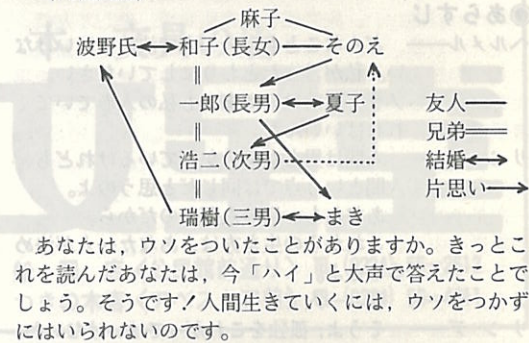 麻子
波野氏 和子(長女) そのえ
一郎(長男) 夏子 友人
兄弟
浩二(次男) 結婚
片思い
瑞樹(三男) まき
あなたは，ウソをついたことがありますか。きっとこ
れを読んだあなたは，今「ハイ」と大声で答えたことで
しょう。そうです！人間生きていくには，ウソをつかず
にはいられないのです。